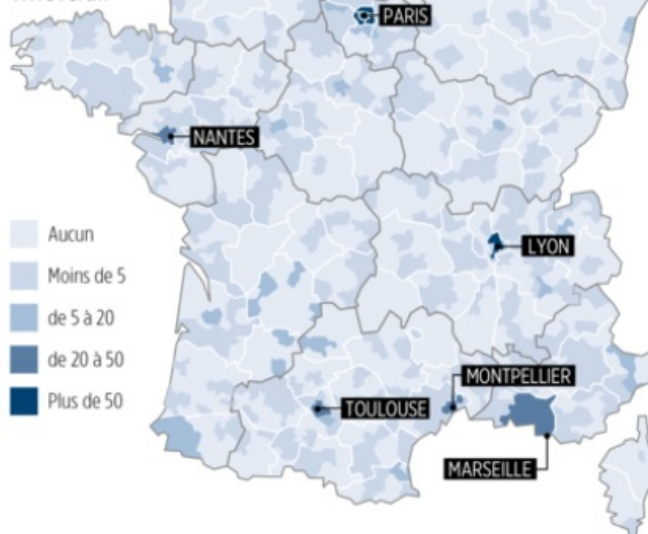 PARIS
NANTES
Aucun
LYON
Moins de 5
de 5 à 20
de 20 à 50
MONTPELLIER
Plus de 50
TOULOUSE
MARSEILLE